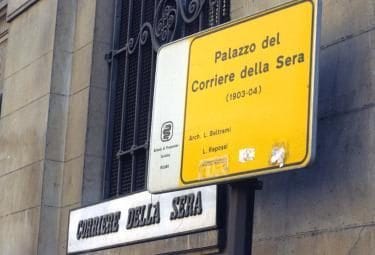 Palazzo del
Corriere della Sera
(1903-04)
Arch. L. Beltrami
L. Repossi
CORRIERE DELLA SERA